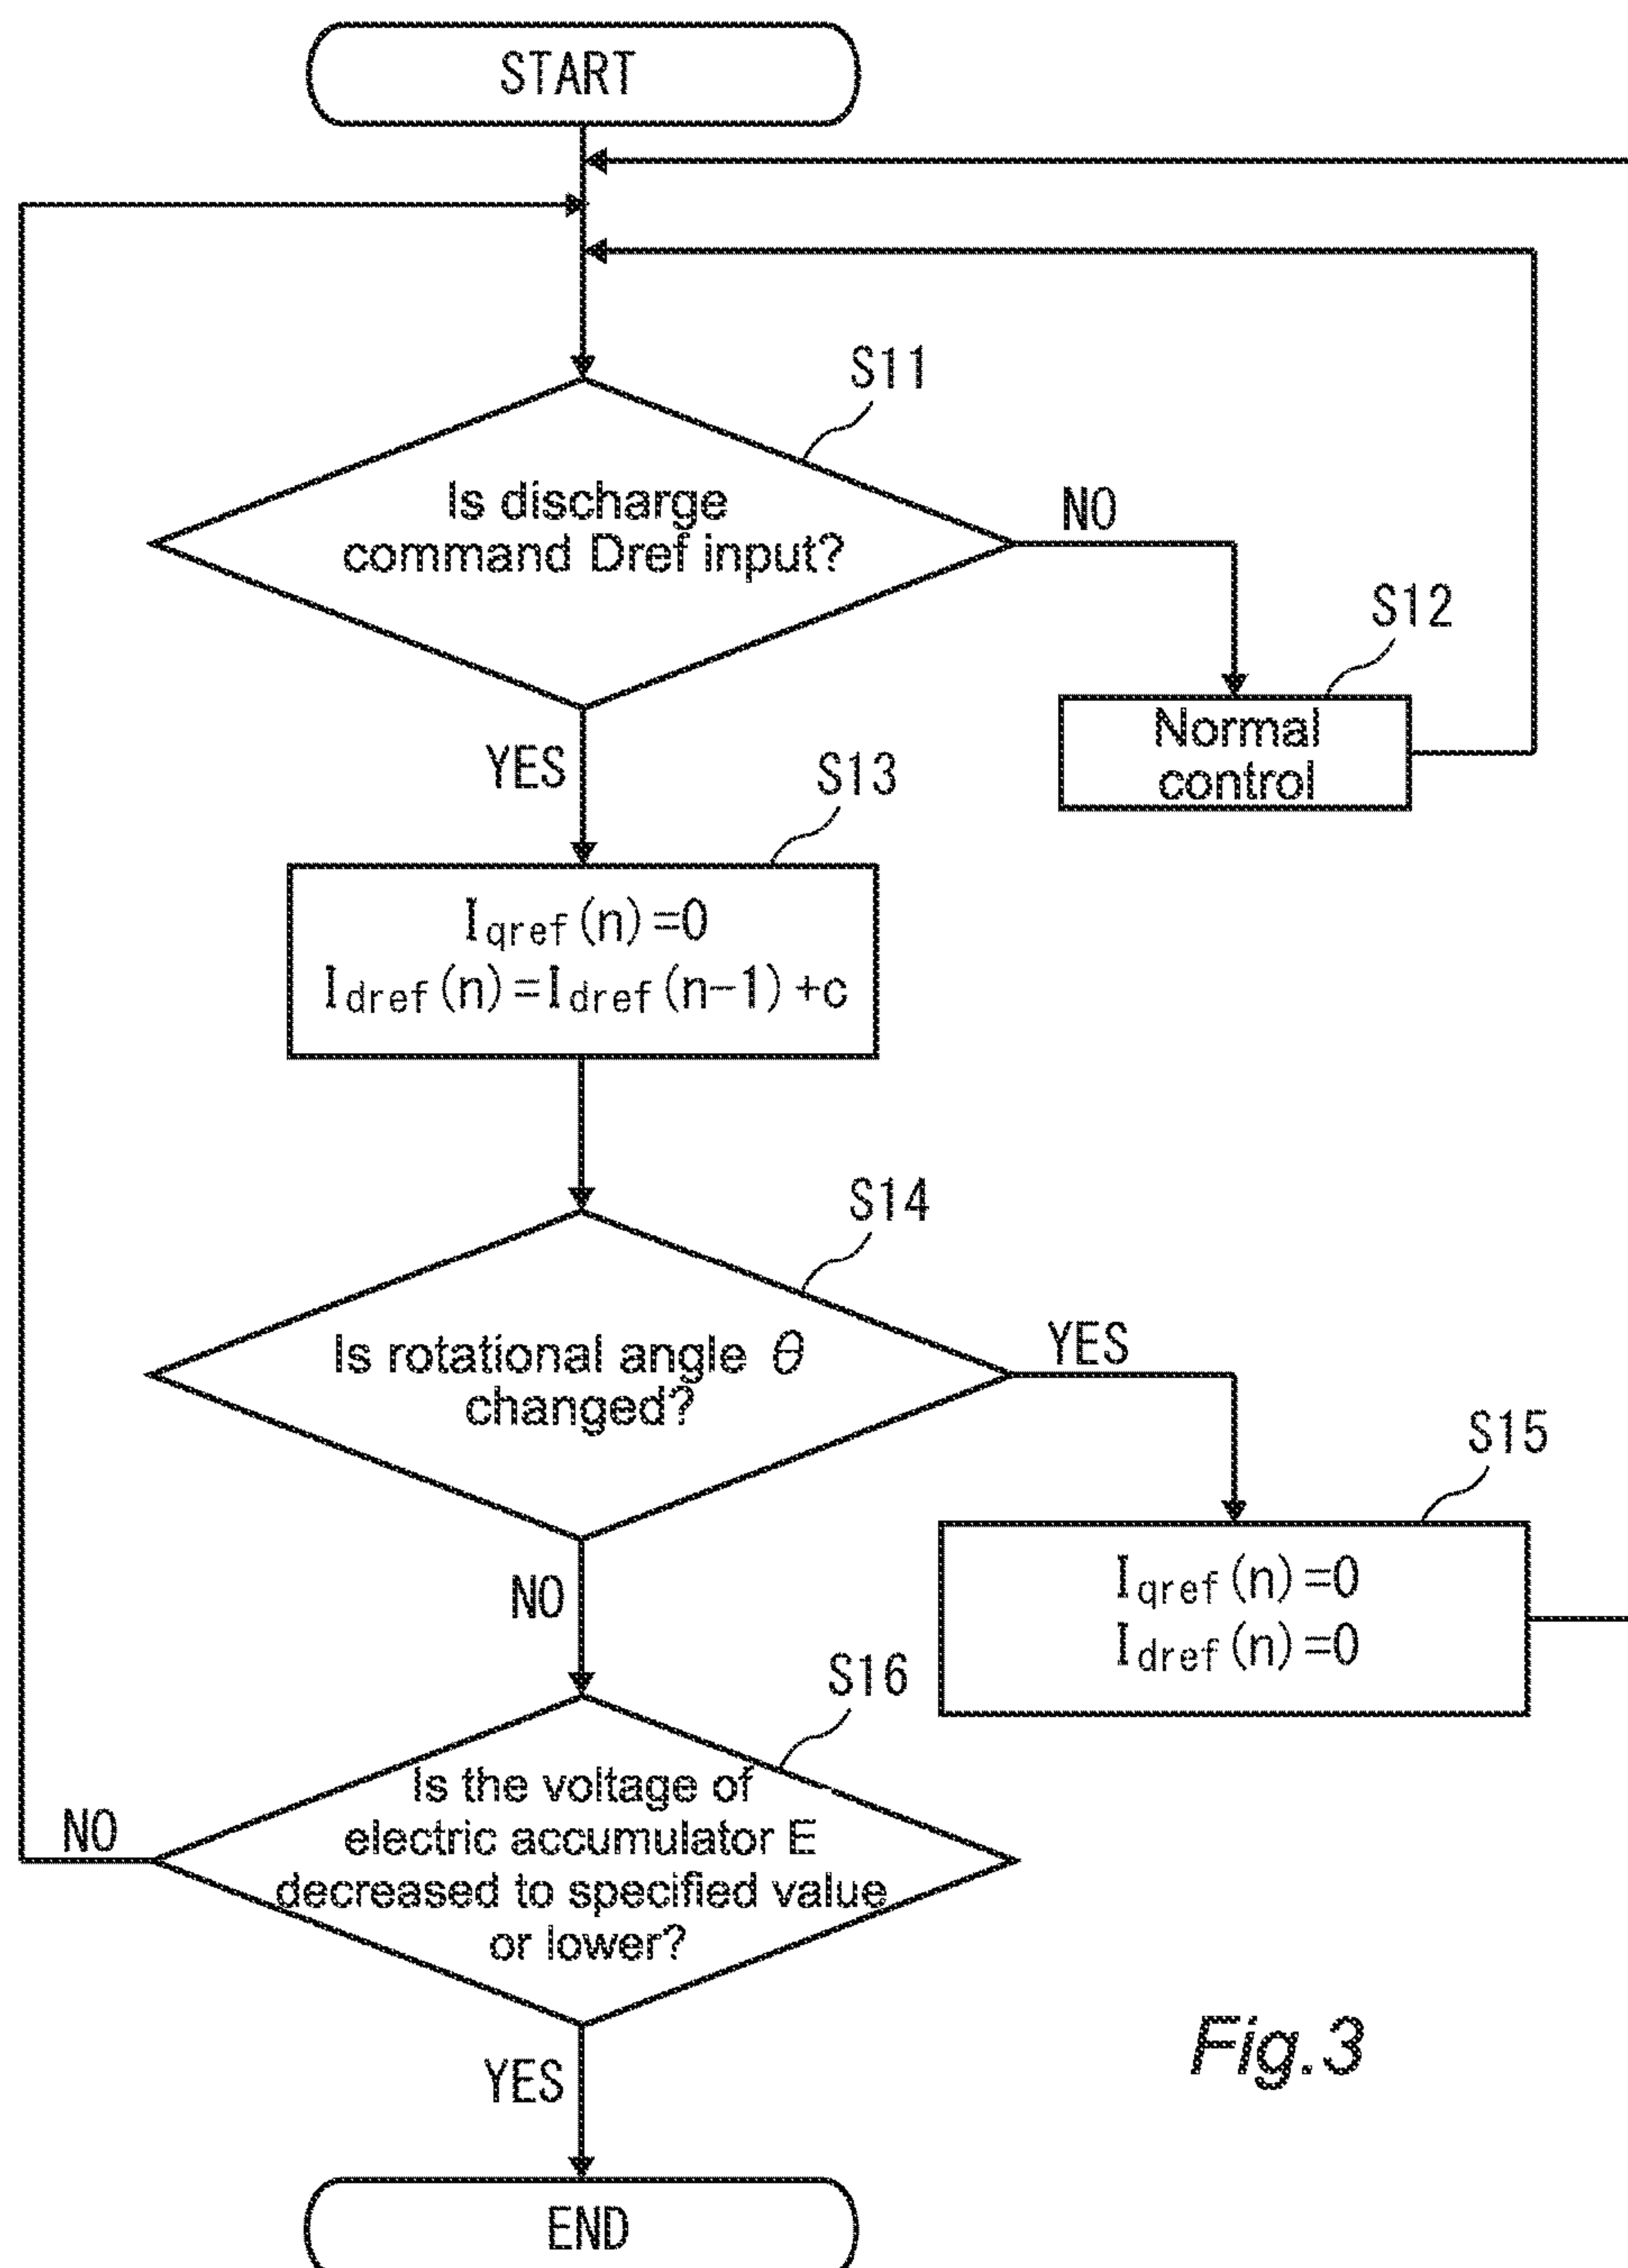 START
S11
Is discharge
command Dref input?
NO
S12
Normal
control
YES
S13
Iqref(n)=0
Idref(n)=Idref(n-1)+c
S14
Is rotational angle θ
changed?
YES
S15
Iqref(n)=0
Idref(n)=0
NO
S16
Is the voltage of
electric accumulator E
decreased to specified value
or lower?
NO
YES
END
Fig.3